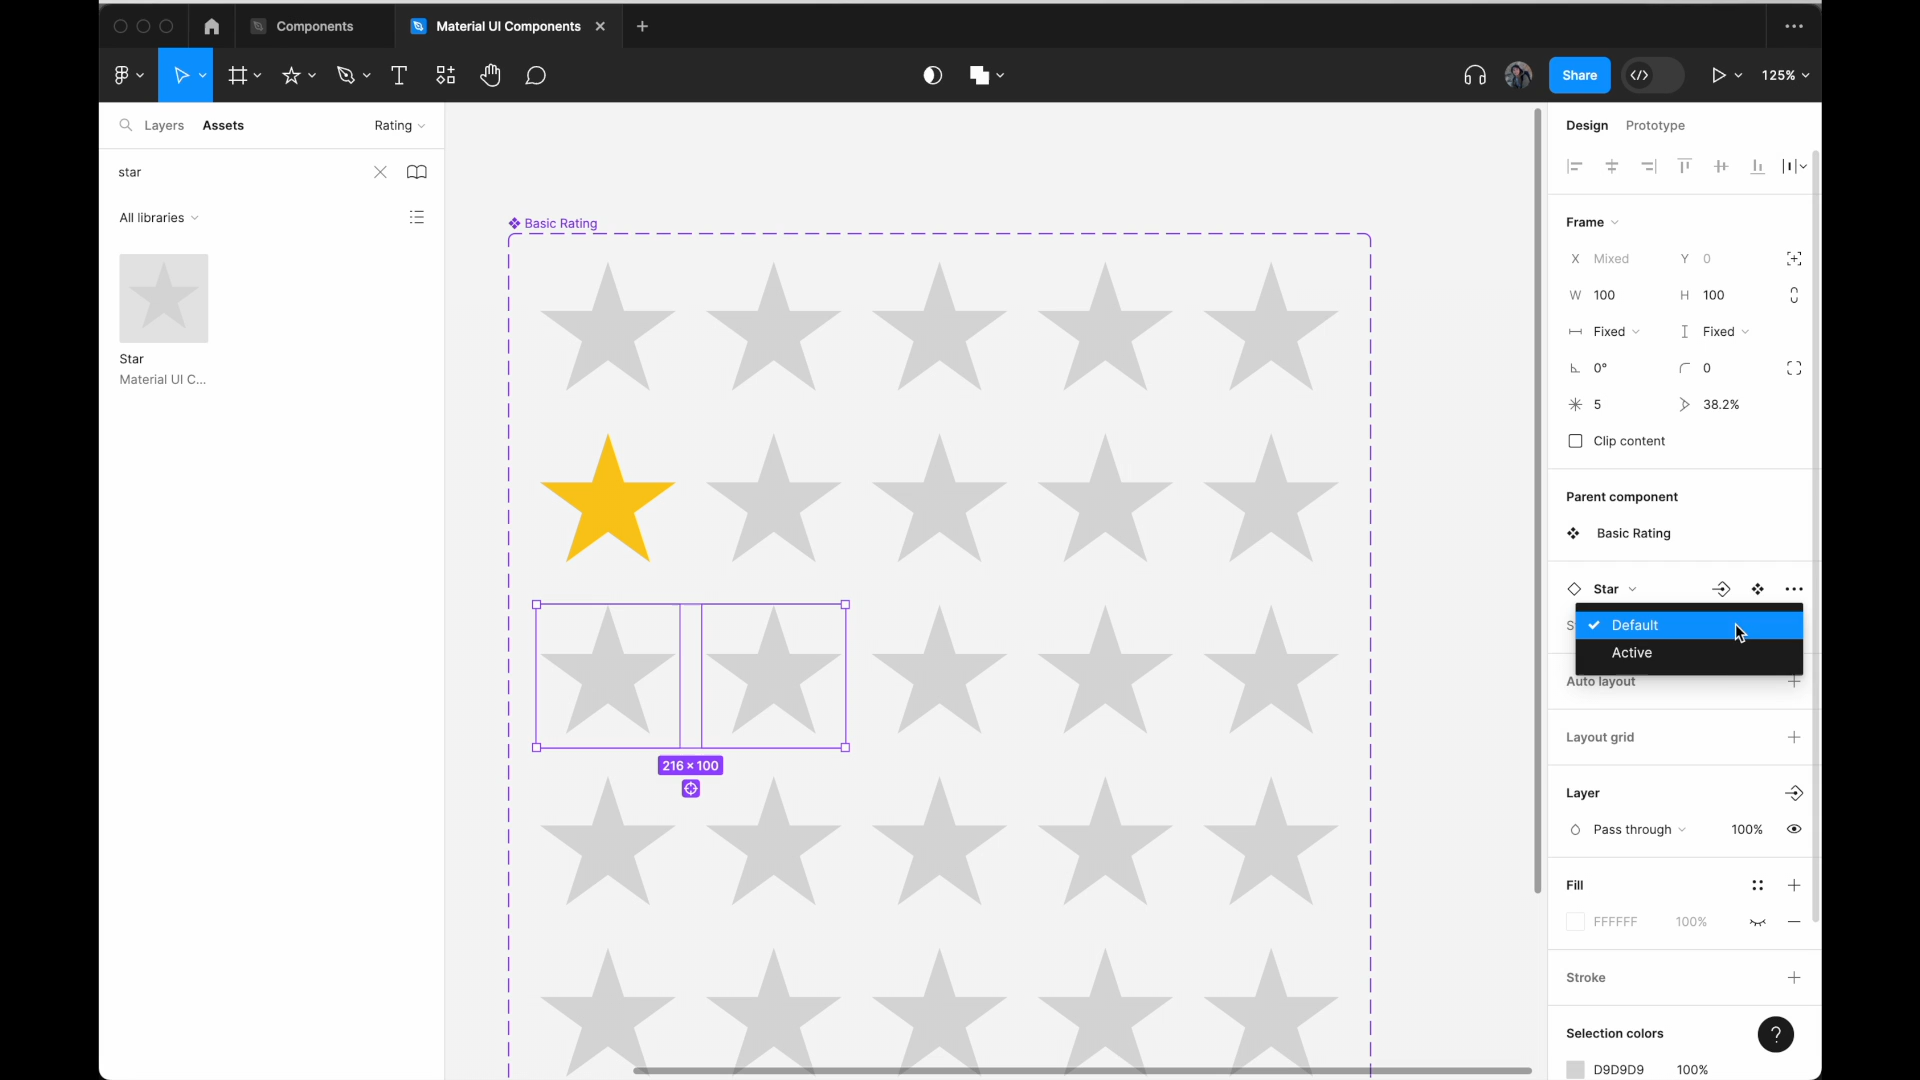 Components
Material UI Components
Share
125%
Layers
Assets
Rating
Design
Prototype
star
All libraries
Star
Material UI C...
Basic Rating
216 × 100
Frame
X Mixed
Y 0
W 100
H 100
Fixed
Fixed
0°
0
5
38.2%
Clip content
Parent component
Basic Rating
Star
Default
Active
Auto layout
Layout grid
Layer
Pass through
100%
Fill
FFFFFF
100%
Stroke
Selection colors
?
D9D9D9
100%